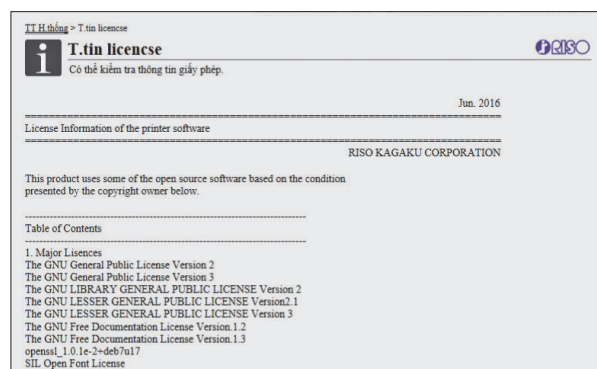 TT H.thống > T.tin licencse
T.tin licencse
RISO
Có thể kiểm tra thông tin giấy phép.
Jun. 2016
================================================================================
License Information of the printer software
================================================================================
RISO KAGAKU CORPORATION
This product uses some of the open source software based on the condition
presented by the copyright owner below.
--------------------------------------------------------------------------------
Table of Contents
--------------------------------------------------------------------------------
1. Major Lisences
The GNU General Public License Version 2
The GNU General Public License Version 3
The GNU LIBRARY GENERAL PUBLIC LICENSE Version 2
The GNU LESSER GENERAL PUBLIC LICENSE Version2.1
The GNU LESSER GENERAL PUBLIC LICENSE Version 3
The GNU Free Documentation License Version.1.2
The GNU Free Documentation License Version.1.3
openssl_1.0.1e-2+deb7u17
SIL Open Font License